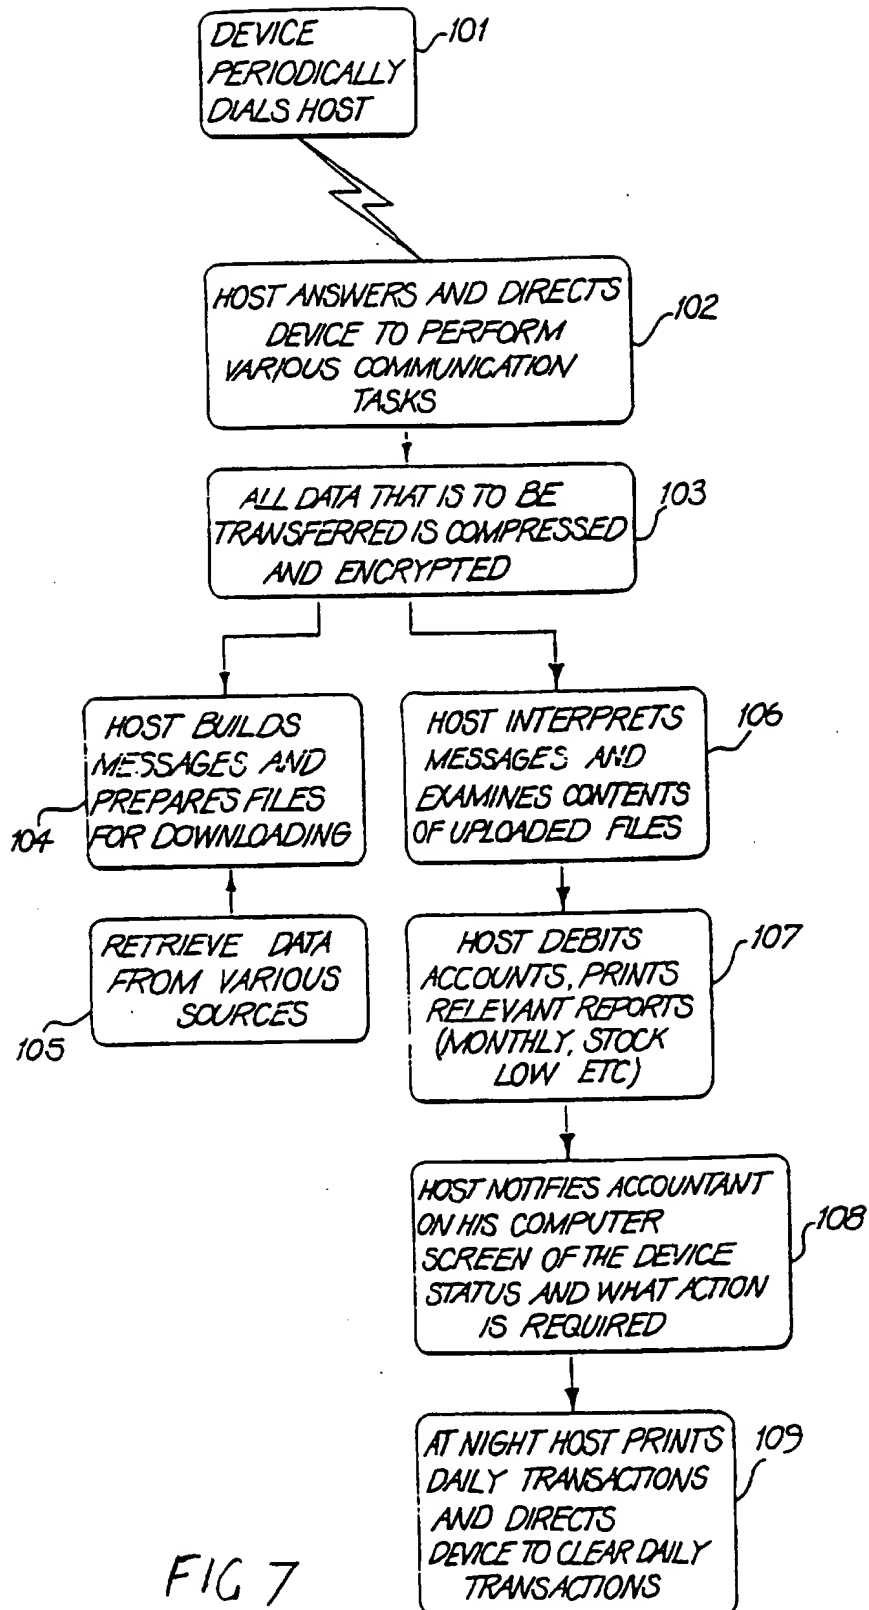 DEVICE
PERIODICALLY
DIALS HOST
101
HOST ANSWERS AND DIRECTS
DEVICE TO PERFORM
VARIOUS COMMUNICATION
TASKS
102
ALL DATA THAT IS TO BE
TRANSFERRED IS COMPRESSED
AND ENCRYPTED
103
HOST BUILDS
MESSAGES AND
PREPARES FILES
FOR DOWNLOADING
104
RETRIEVE DATA
FROM VARIOUS
SOURCES
105
HOST INTERPRETS
MESSAGES AND
EXAMINES CONTENTS
OF UPLOADED FILES
106
HOST DEBITS
ACCOUNTS, PRINTS
RELEVANT REPORTS
(MONTHLY, STOCK
LOW ETC)
107
HOST NOTIFIES ACCOUNTANT
ON HIS COMPUTER
SCREEN OF THE DEVICE
STATUS AND WHAT ACTION
IS REQUIRED
108
AT NIGHT HOST PRINTS
DAILY TRANSACTIONS
AND DIRECTS
DEVICE TO CLEAR DAILY
TRANSACTIONS
109
FIG 7